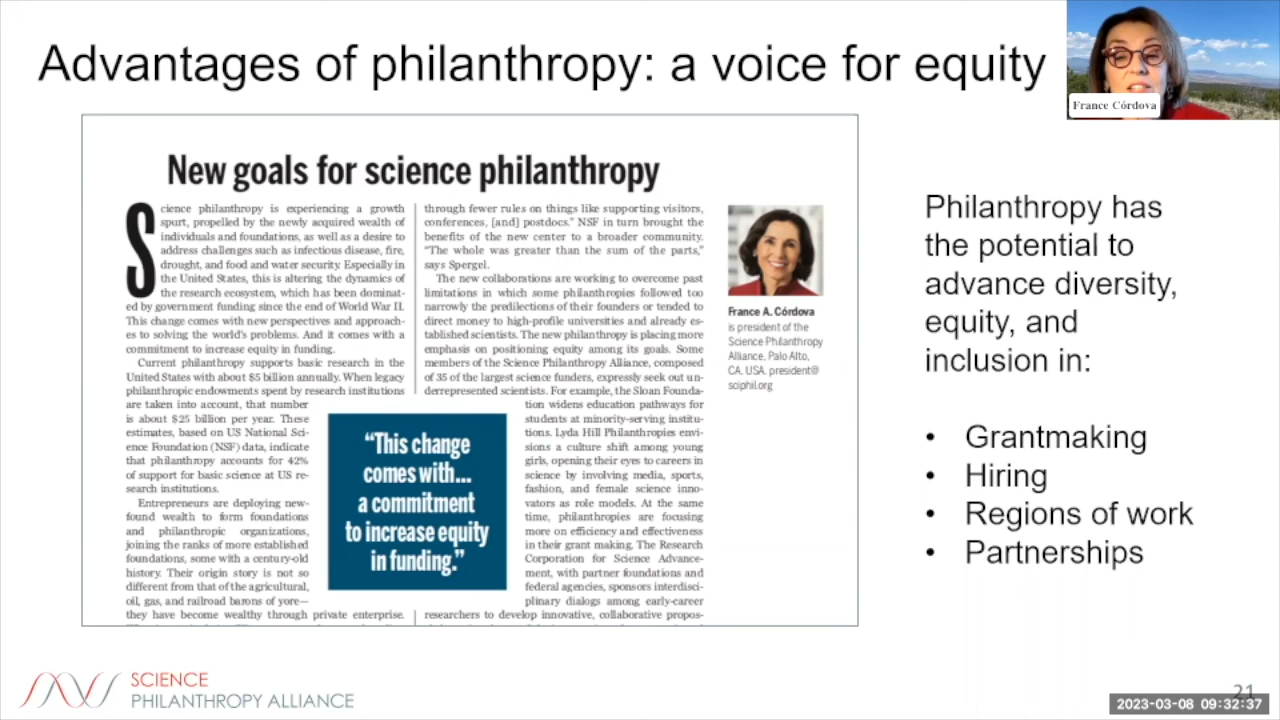 Advantages of philanthropy: a voice for equity
France Córdova
New goals for science philanthropy
Science philanthropy is experiencing a growth
spurt, propelled by the newly acquired wealth of
individuals and foundations, as well as a desire to
address challenges such as infectious disease, fire,
drought, and food and water security. Especially in
the United States, this is altering the dynamics of
the research ecosystem, which has been dominat-
ed by government funding since the end of World War II.
This change comes with new perspectives and approach-
es to solving the world's problems. And it comes with a
commitment to increase equity in funding.
Current philanthropy supports basic research in the
United States with about $5 billion annually. When legacy
philanthropic endowments spent by research institutions
are taken into account, that number
is about $25 billion per year. These
estimates, based on US National Sci-
ence Foundation (NSF) data, indicate
that philanthropy accounts for 42%
of support for basic science at US re-
search institutions.
Entrepreneurs are deploying new-
found wealth to form foundations
and philanthropic organizations,
joining the ranks of more established
foundations, some with a century-old
history. Their origin story is not so
different from that of the agricultural,
oil, gas, and railroad barons of yore—
they have become wealthy through private enterprise.
through fewer rules on things like supporting visitors,
conferences, [and] postdocs." NSF in turn brought the
benefits of the new center to a broader community.
"The whole was greater than the sum of the parts,"
says Spergel.
The new collaborations are working to overcome past
limitations in which some philanthropies followed too
narrowly the predilections of their founders or tended to
direct money to high-profile universities and already es-
tablished scientists. The new philanthropy is placing more
emphasis on positioning equity among its goals. Some
members of the Science Philanthropy Alliance, composed
of 35 of the largest science funders, expressly seek out un-
derrepresented scientists. For example, the Sloan Founda-
tion widens education pathways for
students at minority-serving institu-
tions. Lyda Hill Philanthropies envi-
sions a culture shift among young
girls, opening their eyes to careers in
science by involving media, sports,
fashion, and female science inno-
vators as role models. At the same
time, philanthropies are focusing
more on efficiency and effectiveness
in their grant making. The Research
Corporation for Science Advance-
ment, with partner foundations and
federal agencies, sponsors interdisci-
plinary dialogs among early-career
researchers to develop innovative, collaborative propos-
"This change
comes with...
a commitment
to increase equity
in funding."
France A. Córdova
is president of the
Science Philanthropy
Alliance, Palo Alto,
CA. USA. president@
sciphil.org
Philanthropy has
the potential to
advance diversity,
equity, and
inclusion in:
• Grantmaking
• Hiring
• Regions of work
• Partnerships
SCIENCE
PHILANTHROPY ALLIANCE
21
2023-03-08 09:32:37